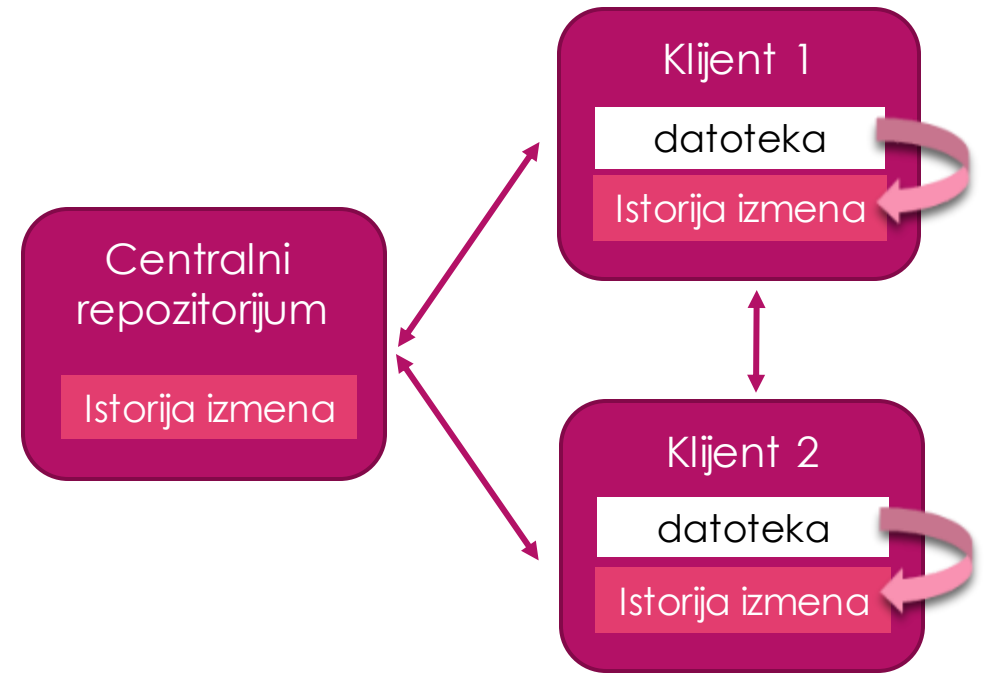 Centralni
repozitorijum
Istorija izmena
Klijent 1
datoteka
Istorija izmena
Klijent 2
datoteka
Istorija izmena